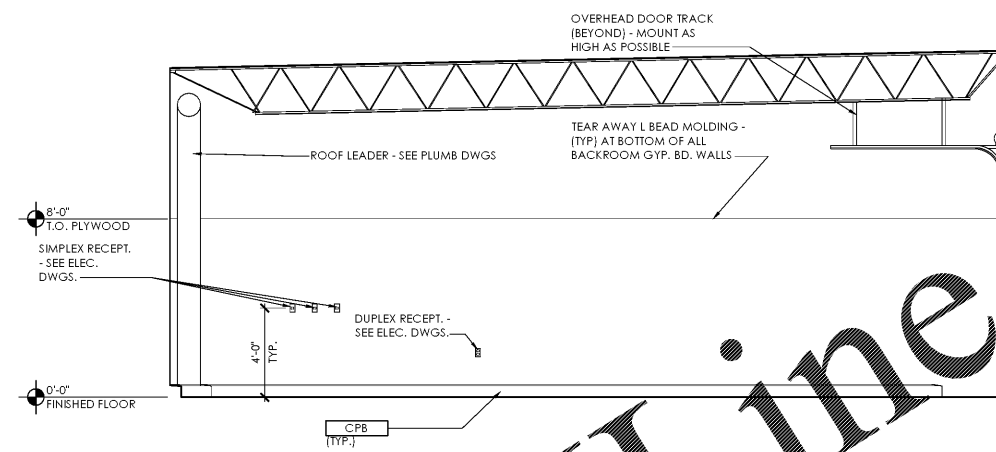 OVERHEAD DOOR TRACK
(BEYOND) - MOUNT AS
HIGH AS POSSIBLE
TEAR AWAY L BEAD MOLDING -
(TYP) AT BOTTOM OF ALL
BACKROOM GYP. BD. WALLS
ROOF LEADER - SEE PLUMB DWGS
8'-0"
T.O. PLYWOOD
SIMPLEX RECEPT.
- SEE ELEC.
DWGS.
DUPLEX RECEPT. -
SEE ELEC. DWGS.
4'-0"
TYP.
0'-0"
FINISHED FLOOR
CPB
(TYP.)
Line